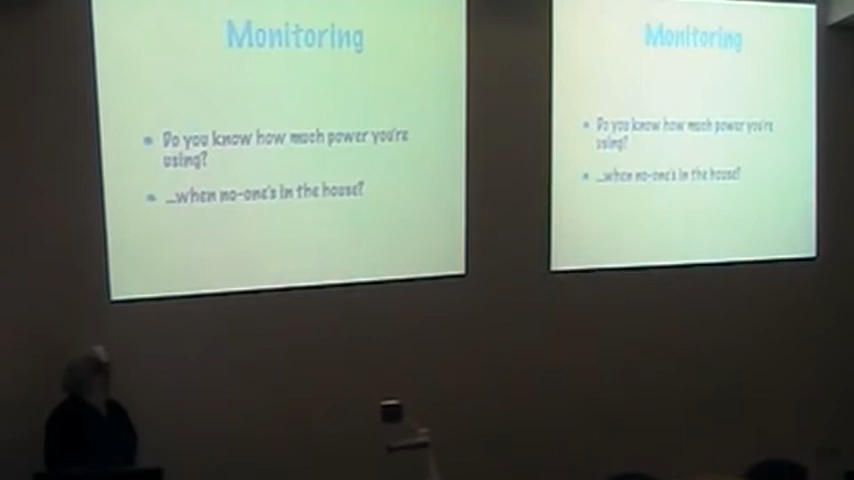 Monitoring
Do you know how much power you're
using?
...when no-one's in the house?
Monitoring
Do you know how much power you're
using?
...when no-one's in the house?